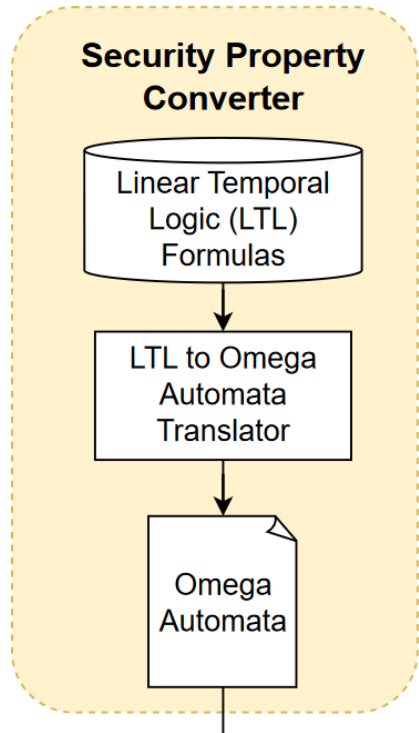 Security Property
Converter
Linear Temporal
Logic (LTL)
Formulas
LTL to Omega
Automata
Translator
Omega
Automata